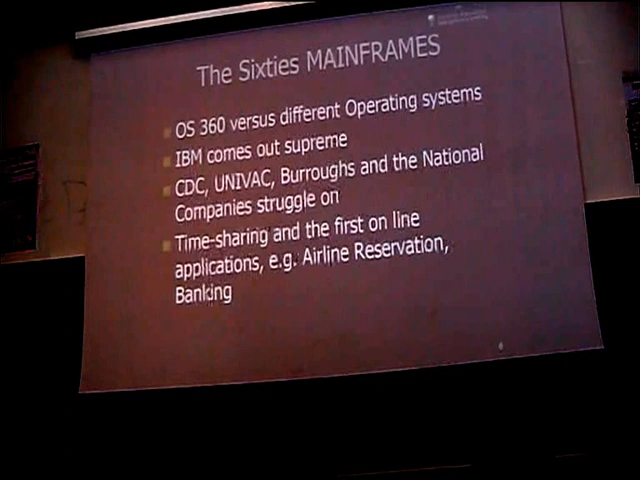 The Sixties MAINFRAMES
OS 360 versus different Operating systems
IBM comes out supreme
CDC, UNIVAC, Burroughs and the National
Companies struggle on
Time-sharing and the first on line
applications, e.g. Airline Reservation,
Banking